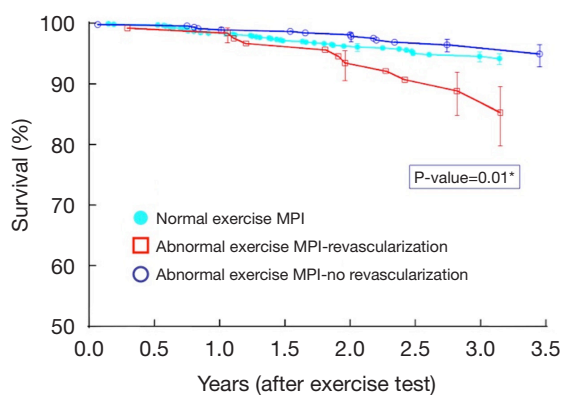 100
90
80
70
60
50
Survival (%)
P-value=0.01*
Normal exercise MPI
Abnormal exercise MPI-revascularization
Abnormal exercise MPI-no revascularization
0.0 0.5 1.0 1.5 2.0 2.5 3.0 3.5
Years (after exercise test)